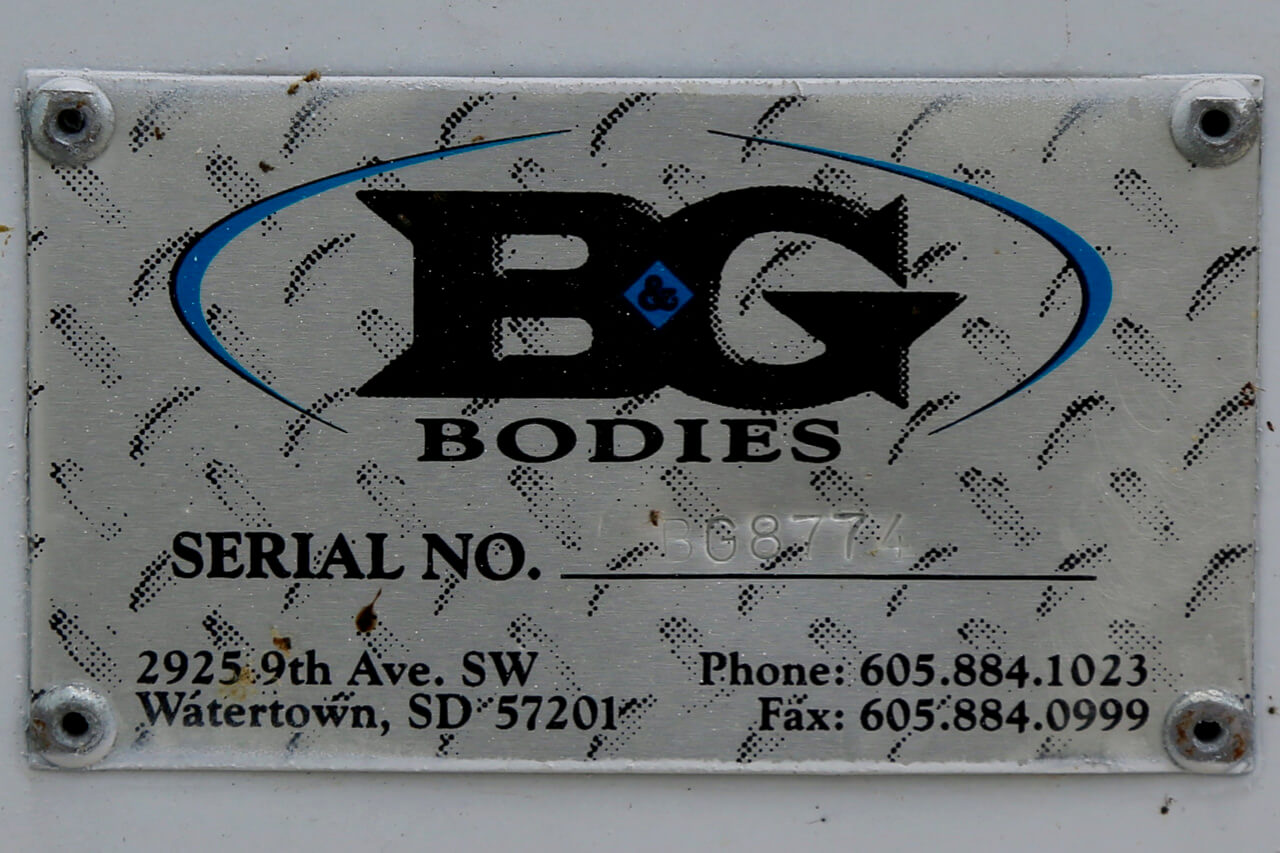 B&G
BODIES
SERIAL NO. BG8774
2925 9th Ave. SW
Watertown, SD 57201
Phone: 605.884.1023
Fax: 605.884.0999